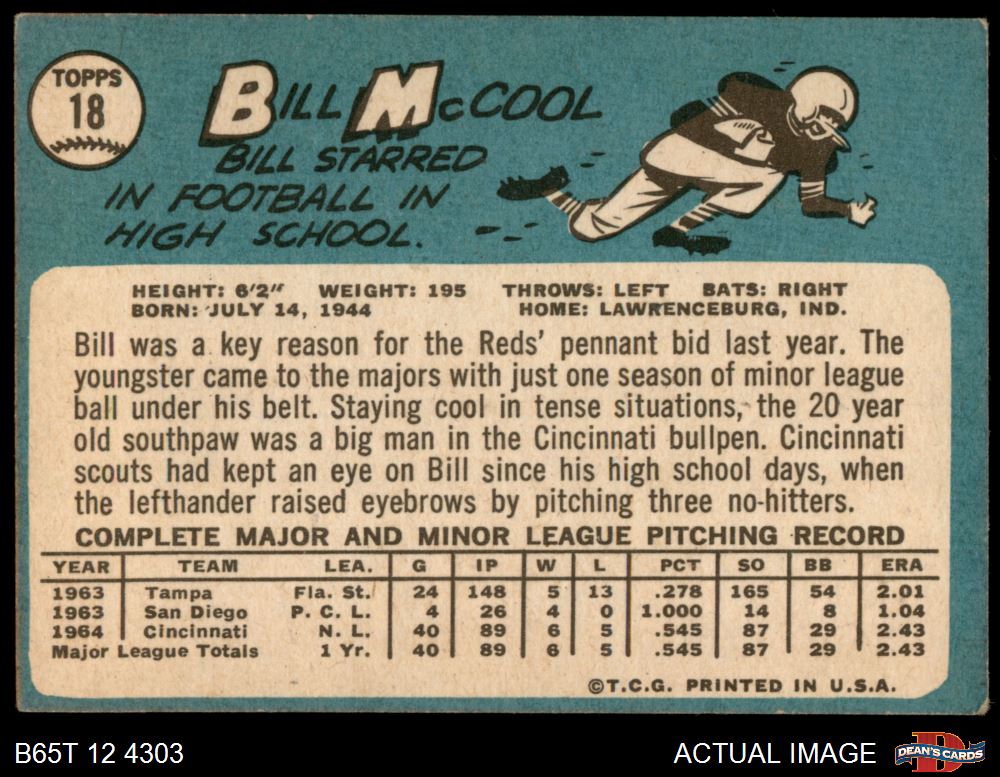 TOPPS
18
BILL McCOOL
BILL STARRED
IN FOOTBALL IN
HIGH SCHOOL.
HEIGHT: 6'2" WEIGHT: 195 THROWS: LEFT BATS: RIGHT
BORN: JULY 14, 1944 HOME: LAWRENCEBURG, IND.
Bill was a key reason for the Reds' pennant bid last year. The
youngster came to the majors with just one season of minor league
ball under his belt. Staying cool in tense situations, the 20 year
old southpaw was a big man in the Cincinnati bullpen. Cincinnati
scouts had kept an eye on Bill since his high school days, when
the lefthander raised eyebrows by pitching three no-hitters.
COMPLETE MAJOR AND MINOR LEAGUE PITCHING RECORD
YEAR TEAM LEA. G IP W L PCT SO BB ERA
1963 Tampa Fla. St. 24 148 5 13 .278 165 54 2.01
1963 San Diego P. C. L. 4 26 4 0 1.000 14 8 1.04
1964 Cincinnati N. L. 40 89 6 5 .545 87 29 2.43
Major League Totals 1 Yr. 40 89 6 5 .545 87 29 2.43
©T.C.G. PRINTED IN U.S.A.
B65T 12 4303 ACTUAL IMAGE DEAN'S CARDS